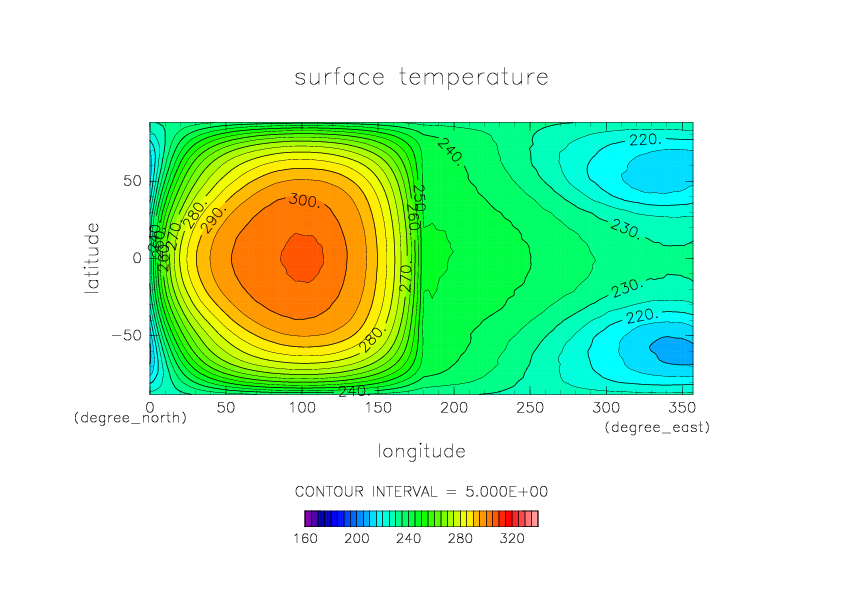 surface temperature
latitude
50
0
−50
220.
240.
300.
250.
280.
290.
260.
270.
230.
270.
230.
220.
280.
240.
0 50 100 150 200 250 300 350
(degree_north)
(degree_east)
longitude
CONTOUR INTERVAL = 5.000E+00
160 200 240 280 320